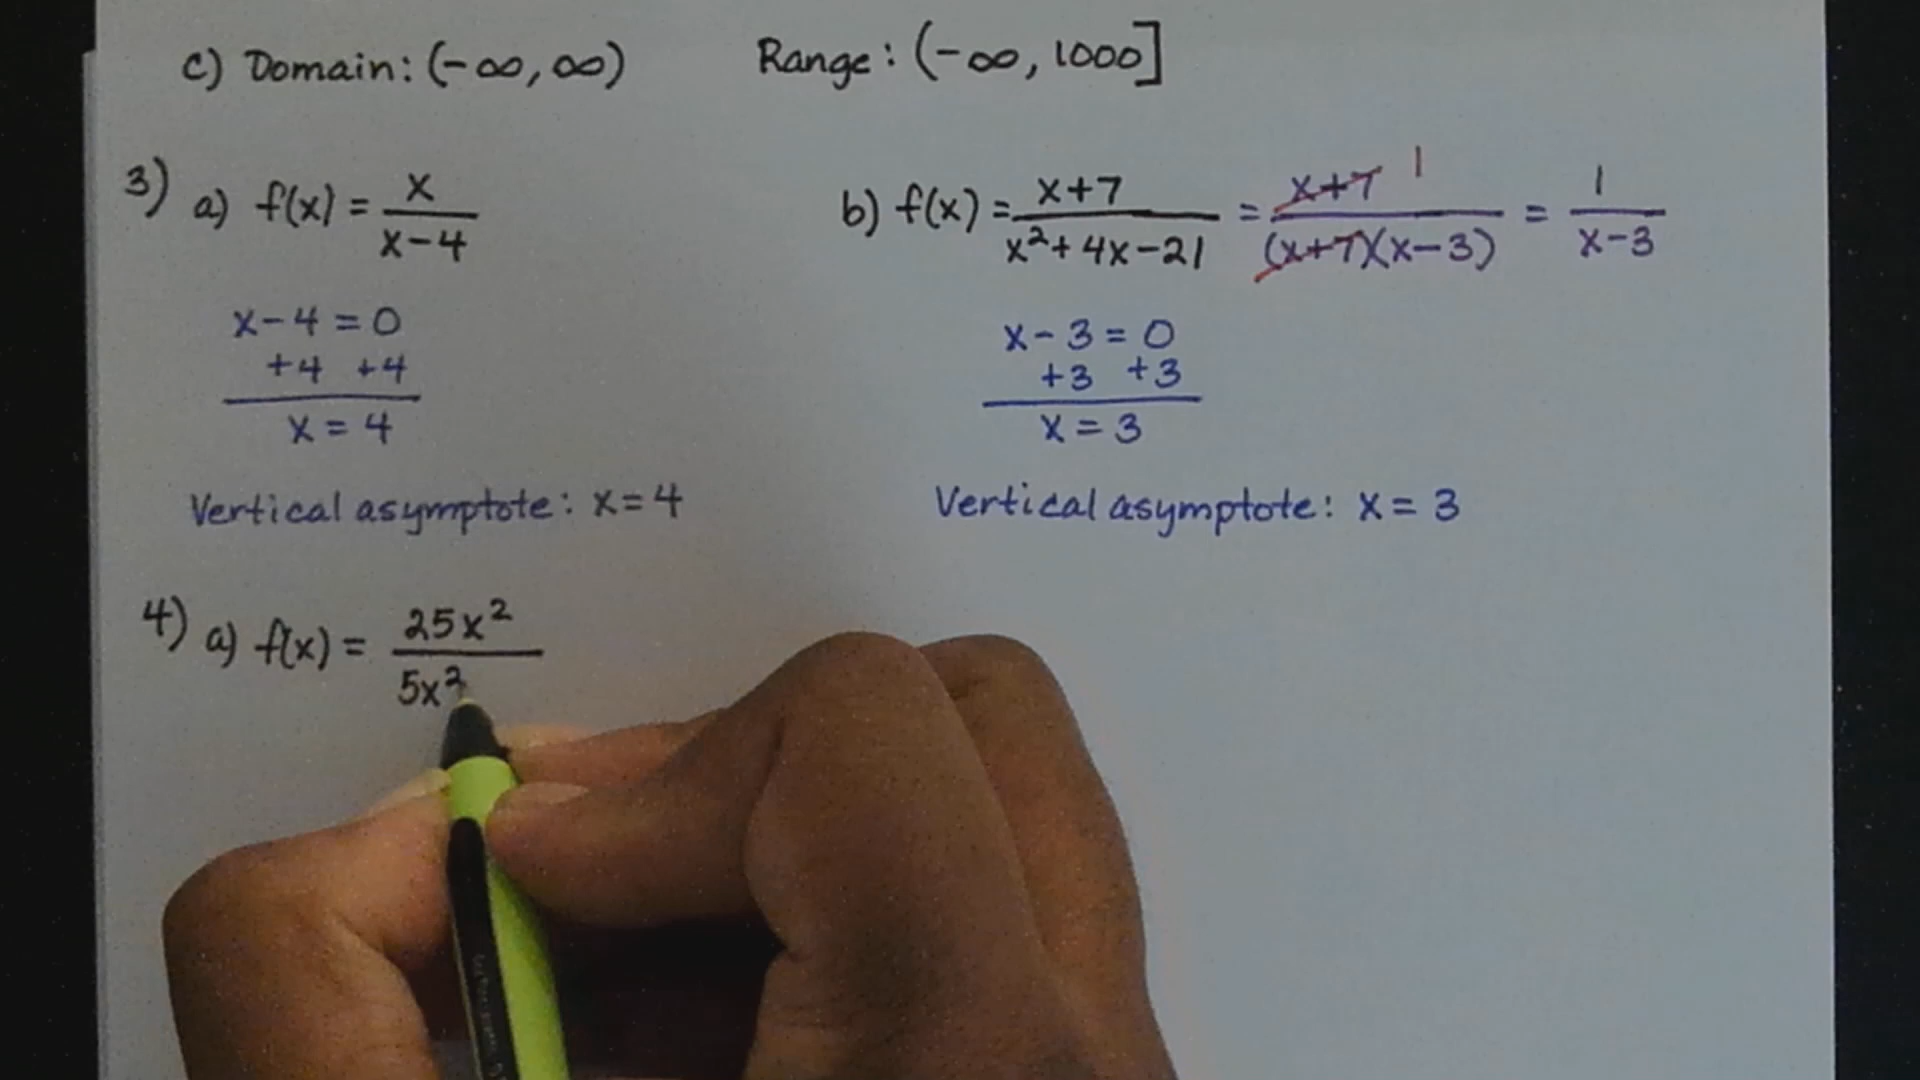 c) Domain: (-∞, ∞) Range: (-∞, 1000]
3) a) f(x) = x / x-4
b) f(x) = x+7 / x²+4x-21 = x+7 1 / (x+7)(x-3) = 1 / x-3
x-4 = 0
+4 +4
x = 4
Vertical asymptote: x=4
x-3 = 0
+3 +3
x = 3
Vertical asymptote: x = 3
4) a) f(x) = 25x² / 5x²